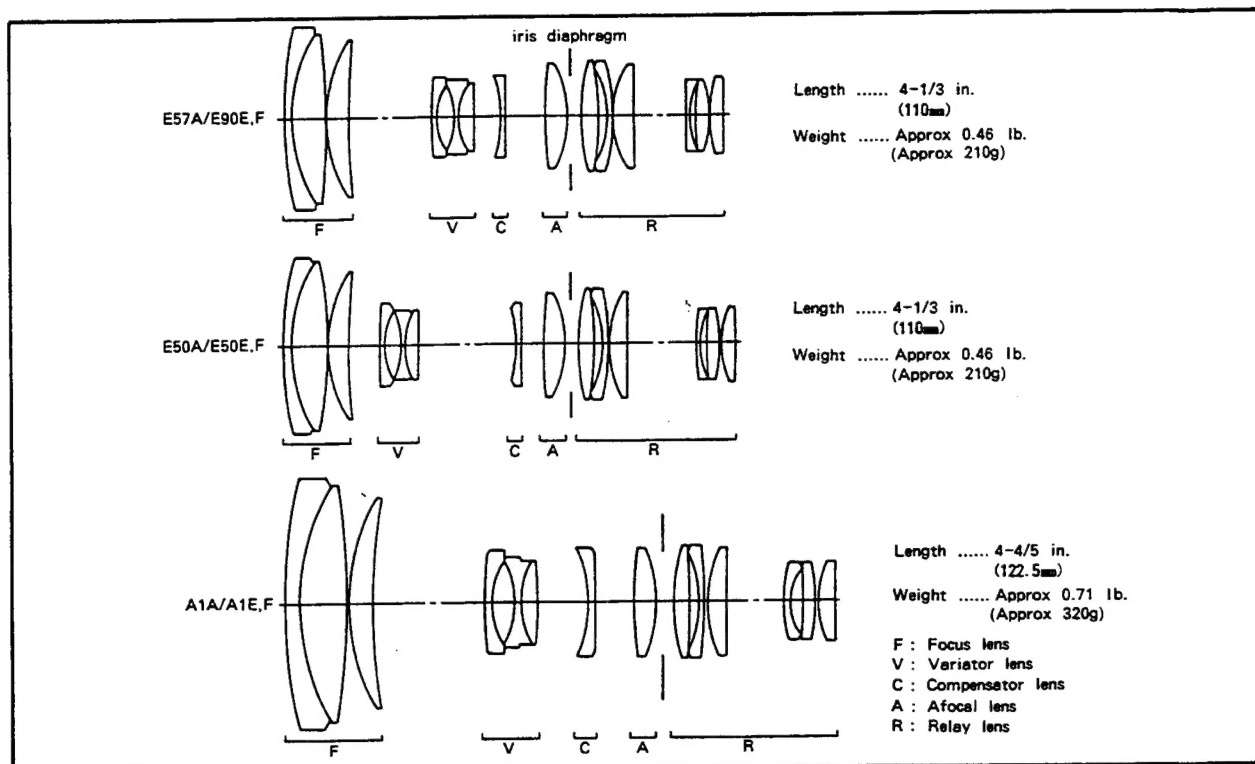 iris diaphragm
E57A/E90E,F
Length ...... 4-1/3 in.
(110mm)
Weight ...... Approx 0.46 lb.
(Approx 210g)
F V C A R
E50A/E50E,F
Length ...... 4-1/3 in.
(110mm)
Weight ...... Approx 0.46 lb.
(Approx 210g)
F V C A R
A1A/A1E,F
Length ...... 4-4/5 in.
(122.5mm)
Weight ...... Approx 0.71 lb.
(Approx 320g)
F : Focus lens
V : Variator lens
C : Compensator lens
A : Afocal lens
R : Relay lens
F V C A R